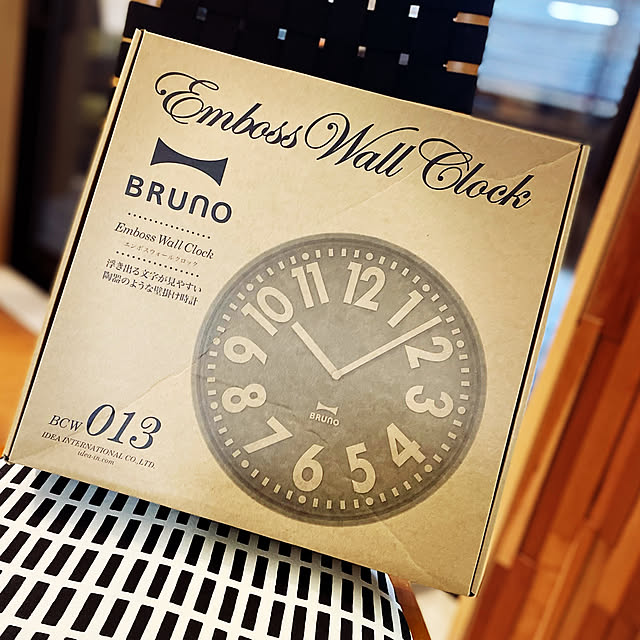 Emboss Wall Clock
BRUNO
Emboss Wall Clock
エンボスウォールクロック
浮き出る文字が見やすい
陶器のような壁掛け時計
11 12 1
10 2
9 3
8 4
7 6 5
BRUNO
BCW 013
IDEA INTERNATIONAL CO.,LTD.
idea-in.com